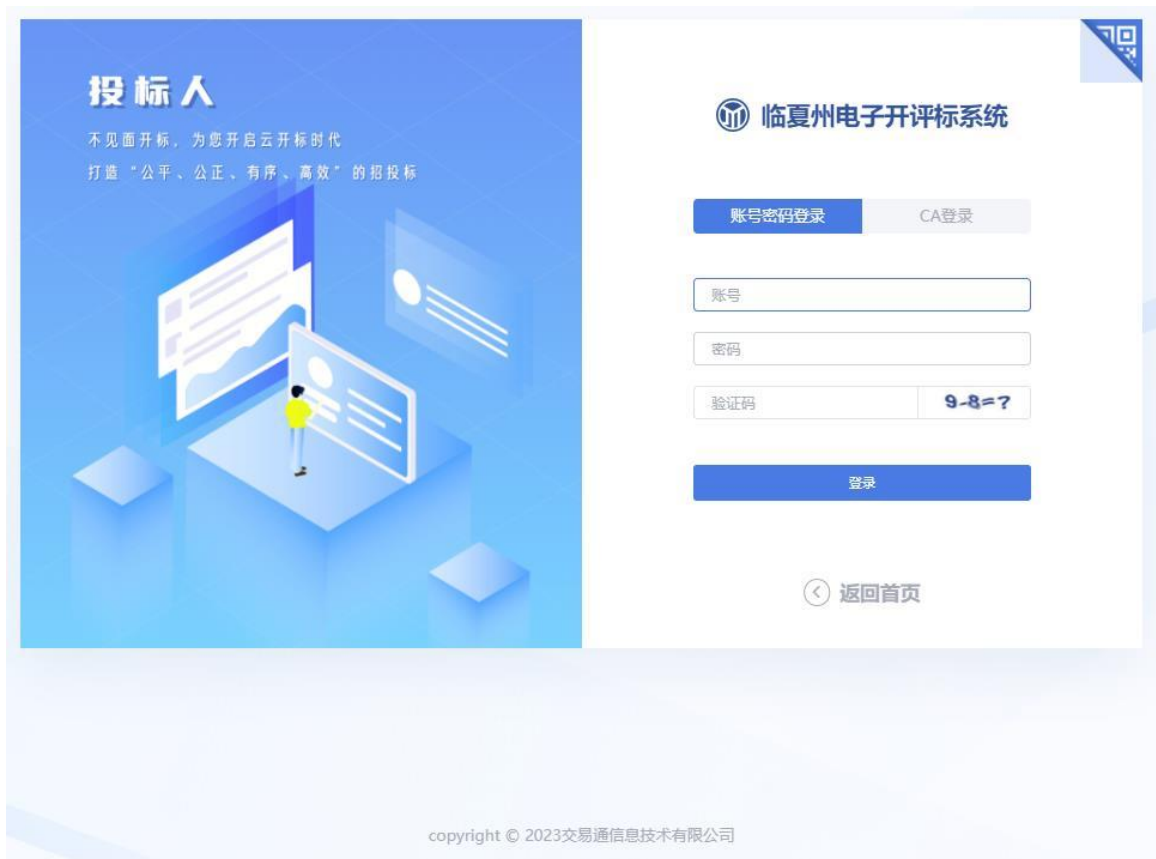 投标人
不见面开标，为您开启云开标时代
打造“公平、公正、有序、高效”的招投标
临夏州电子开评标系统
账号密码登录 CA登录
账号
密码
验证码 9-8=?
登录
返回首页
copyright © 2023交易通信息技术有限公司